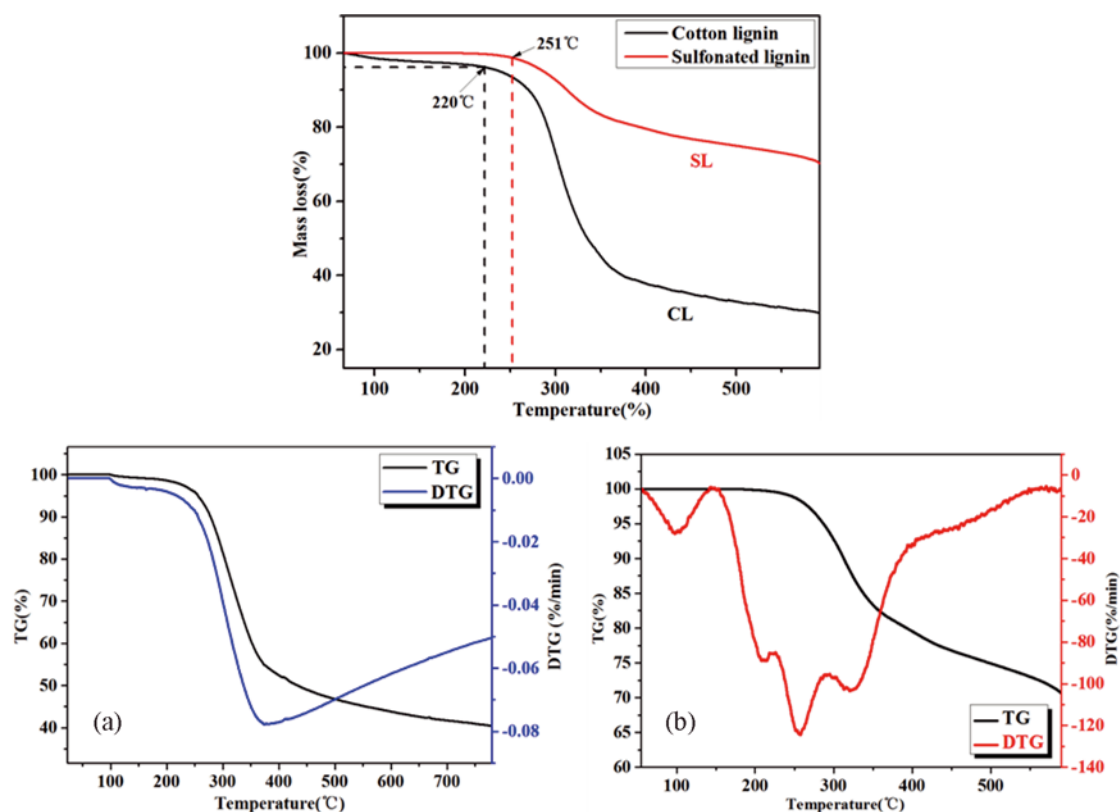 Cotton lignin
Sulfonated lignin
251℃
220℃
SL
CL
Mass loss(%)
100
80
60
40
20
100 200 300 400 500
Temperature(%)
TG
DTG
TG(%)
100
90
80
70
60
50
40
0.00
-0.02
-0.04
-0.06
-0.08
DTG (%/min)
(a)
0 100 200 300 400 500 600 700
Temperature(℃)
TG(%)
105
100
95
90
85
80
75
70
65
60
0
-20
-40
-60
-80
-100
-120
-140
DTG(%/min)
(b)
TG
DTG
100 200 300 400 500
Temperature(℃)